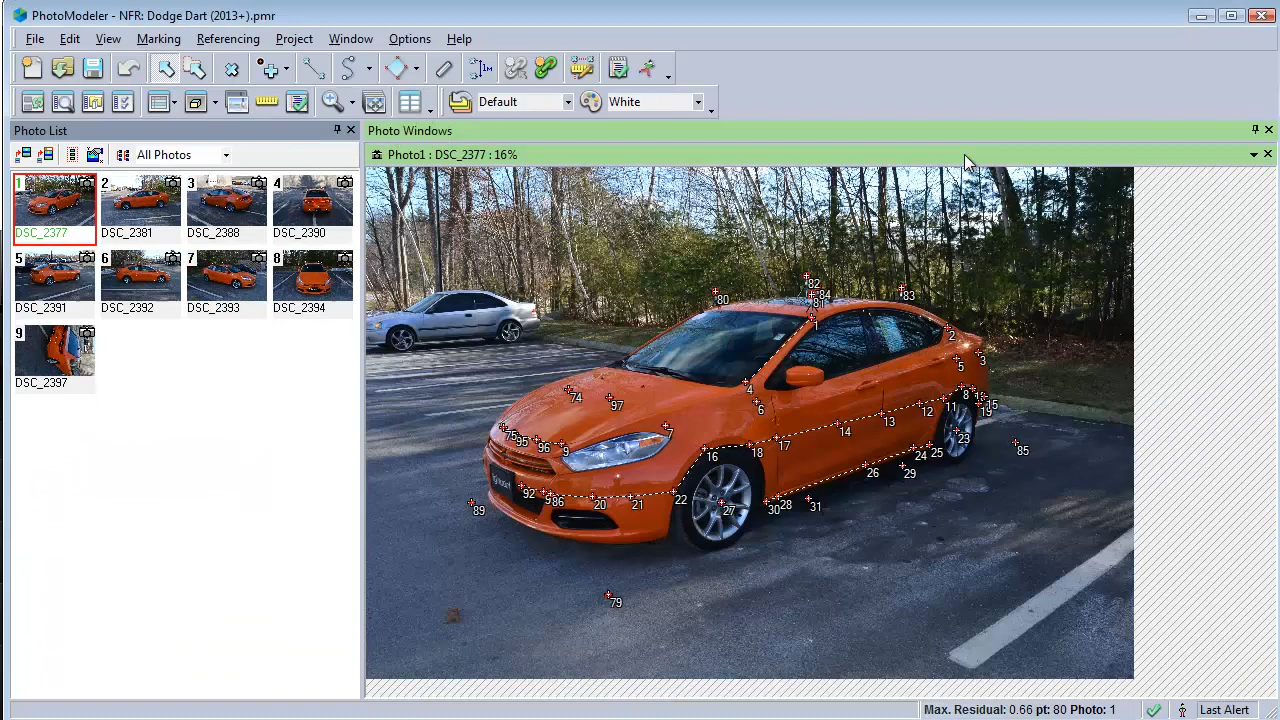 PhotoModeler - NFR: Dodge Dart (2013+).pmr
File Edit View Marking Referencing Project Window Options Help
Default White
Photo List
Photo Windows
All Photos
Photo1 : DSC_2377 : 16%
1 2 3 4
DSC_2377 DSC_2381 DSC_2388 DSC_2390
5 6 7 8
DSC_2391 DSC_2392 DSC_2393 DSC_2394
9
DSC_2397
82
80 84 83
81
1
2
3
4 5
74 97 6 8
7 11 15
75 95 96 9 12 19
13
14
16 18 17 23
24 25 85
26 29
92 86 20 21 22
89 27 30 28 31
79
Max. Residual: 0.66 pt: 80 Photo: 1 Last Alert